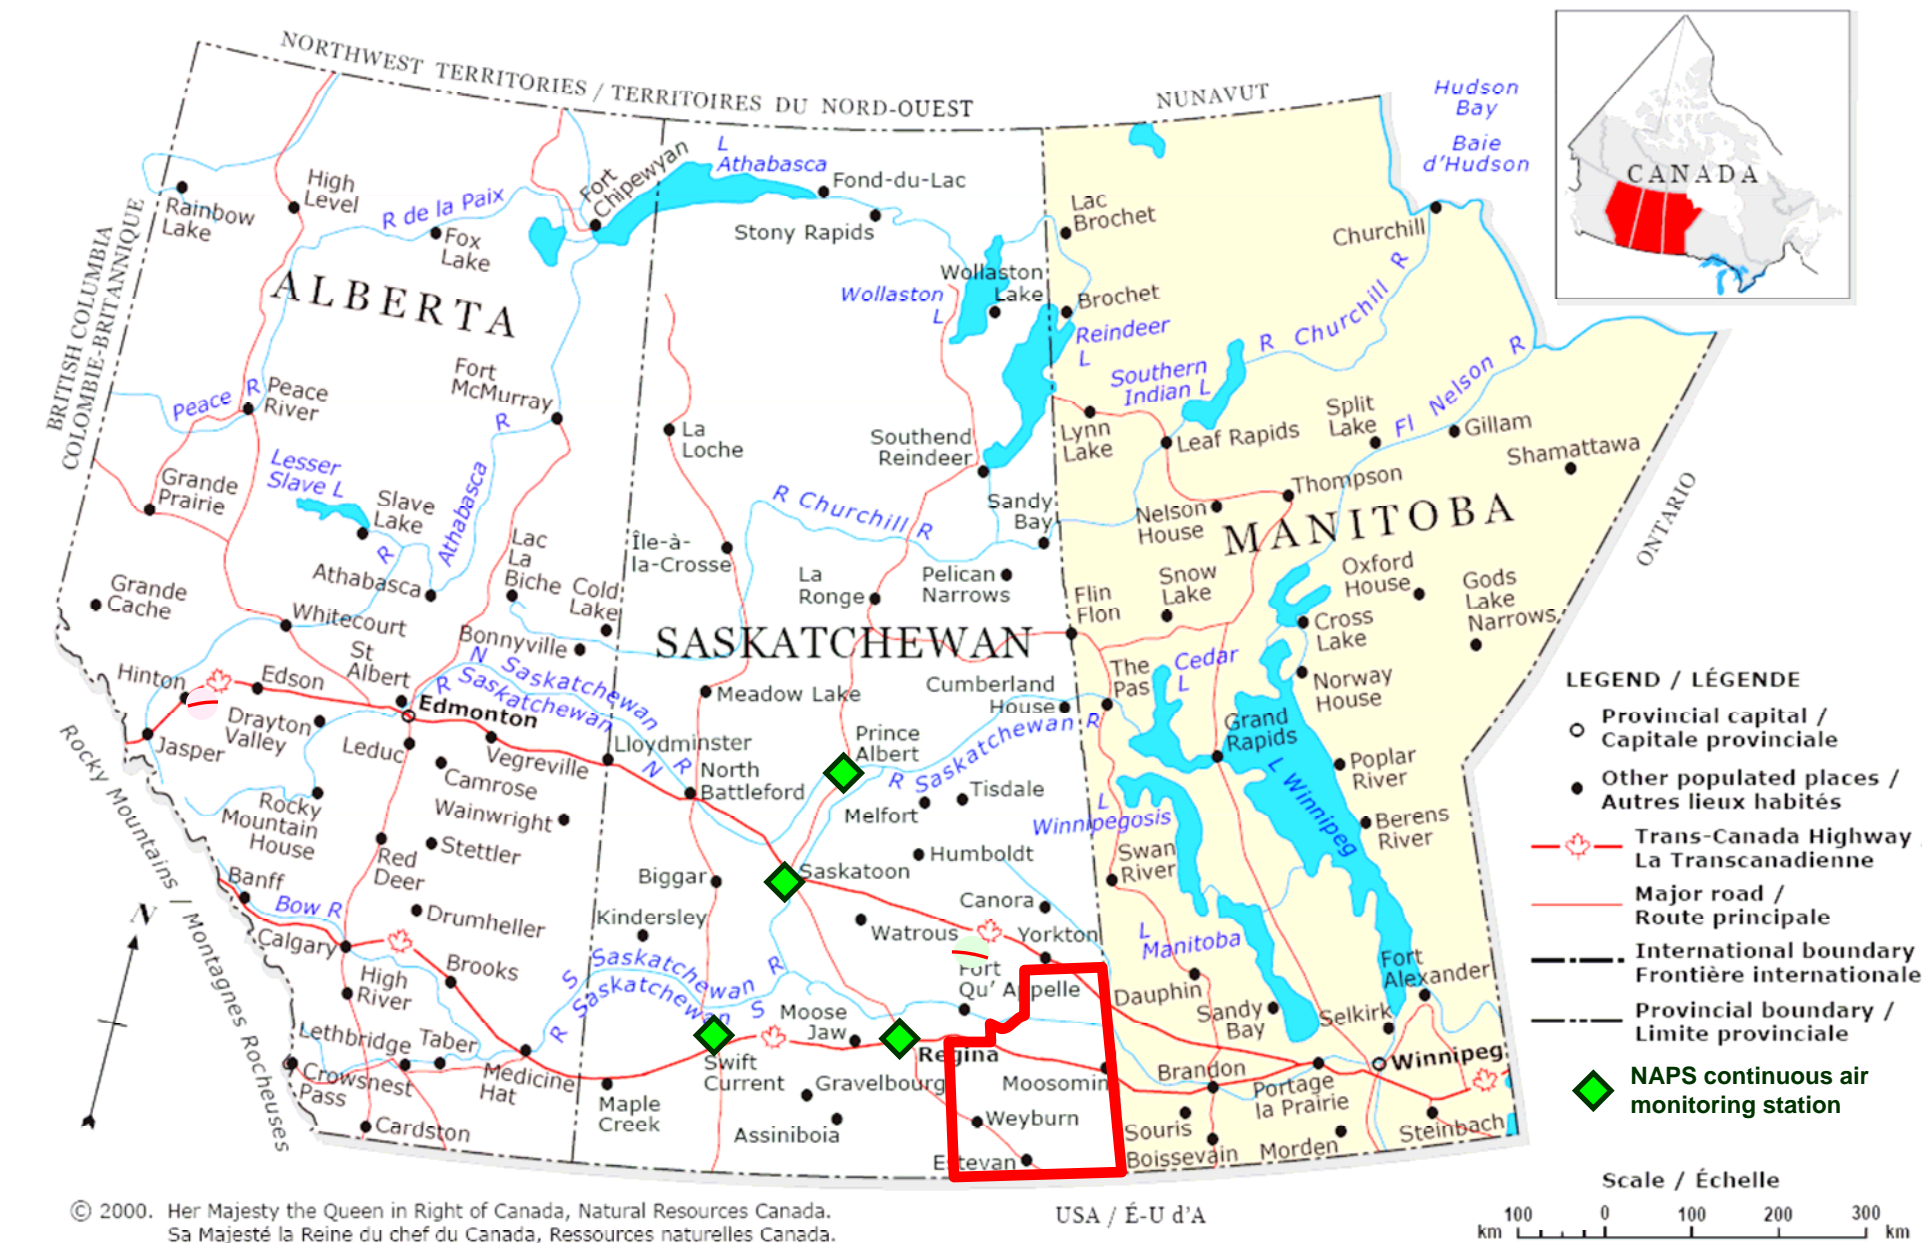 NORTHWEST TERRITORIES / TERRITOIRES DU NORD-OUEST
NUNAVUT
Hudson
Bay
Baie
d'Hudson
CANADA
BRITISH COLUMBIA
COLOMBIE-BRITANNIQUE
Rainbow
Lake
High
Level
R de la Paix
Fox
Lake
Fort
Chipewyan
L
Athabasca
Fond-du-Lac
Stony Rapids
Lac
Brochet
Churchill
ALBERTA
Wollaston
Lake
Wollaston
L
Brochet
Reindeer
L
R Churchill R
Southern
Indian L
Peace R
Peace
River
Fort
McMurray
R
Athabasca
La
Loche
Southend
Reindeer
Lynn
Lake
Leaf Rapids
Split
Lake
Fl Nelson R
Gillam
Shamattawa
Grande
Prairie
Lesser
Slave L
Slave
Lake
R
Thompson
Nelson
House
MANITOBA
ONTARIO
R Churchill R
Sandy
Bay
Île-à-
la-Crosse
Lac
La
Biche
Cold
Lake
Athabasca
Grande
Cache
Whitecourt
La
Ronge
Pelican
Narrows
Flin
Flon
Snow
Lake
Oxford
House
Gods
Lake
Narrows
Cross
Lake
Bonnyville
SASKATCHEWAN
St
Albert
N Saskatchewan
R Saskatchewan
N
R
Hinton
Edson
Edmonton
Drayton
Valley
Jasper
Leduc
Vegreville
Lloydminster
Camrose
Wainwright
Meadow Lake
Cumberland
House
The
Pas
Cedar
L
Norway
House
Grand
Rapids
Prince
Albert
R Saskatchewan R
North
Battleford
Tisdale
Melfort
Poplar
River
L Winnipeg
Berens
River
L
Winnipegosis
Swan
River
Rocky
Mountain
House
Rocky Mountains / Montagnes Rocheuses
Red
Deer
Stettler
Banff
Bow R
Drumheller
Calgary
Biggar
Saskatoon
Humboldt
Kindersley
Watrous
Canora
Yorkton
L
Manitoba
Fort
Alexander
High
River
Brooks
S Saskatchewan R
R Saskatchewan S
Fort
Qu' Appelle
Dauphin
Sandy
Bay
Selkirk
N
Lethbridge
Taber
Medicine
Hat
Crowsnest
Pass
Cardston
Maple
Creek
Swift
Current
Moose
Jaw
Regina
Gravelbourg
Assiniboia
Moosomin
Weyburn
Estevan
Brandon
Portage
la Prairie
Winnipeg
Souris
Boissevain
Morden
Steinbach
USA / É-U d'A
LEGEND / LÉGENDE
Provincial capital /
Capitale provinciale
Other populated places /
Autres lieux habités
Trans-Canada Highway /
La Transcanadienne
Major road /
Route principale
International boundary
Frontière internationale
Provincial boundary /
Limite provinciale
NAPS continuous air
monitoring station
Scale / Échelle
km 100 0 100 200 300 km
© 2000. Her Majesty the Queen in Right of Canada, Natural Resources Canada.
Sa Majesté la Reine du chef du Canada, Ressources naturelles Canada.